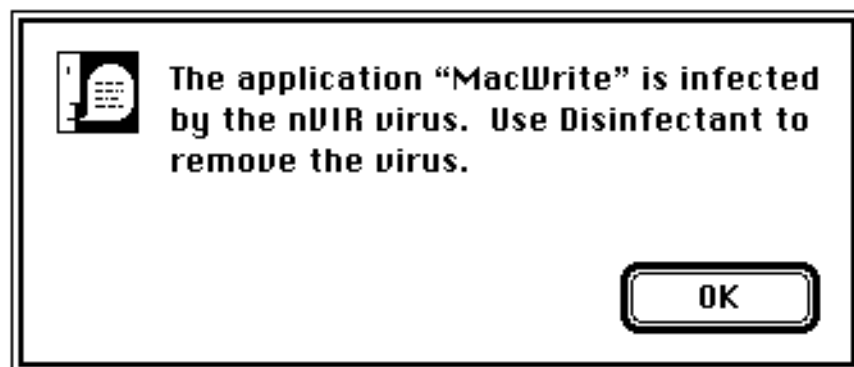 The application “MacWrite” is infected
by the nVIR virus.  Use Disinfectant to
remove the virus.
OK